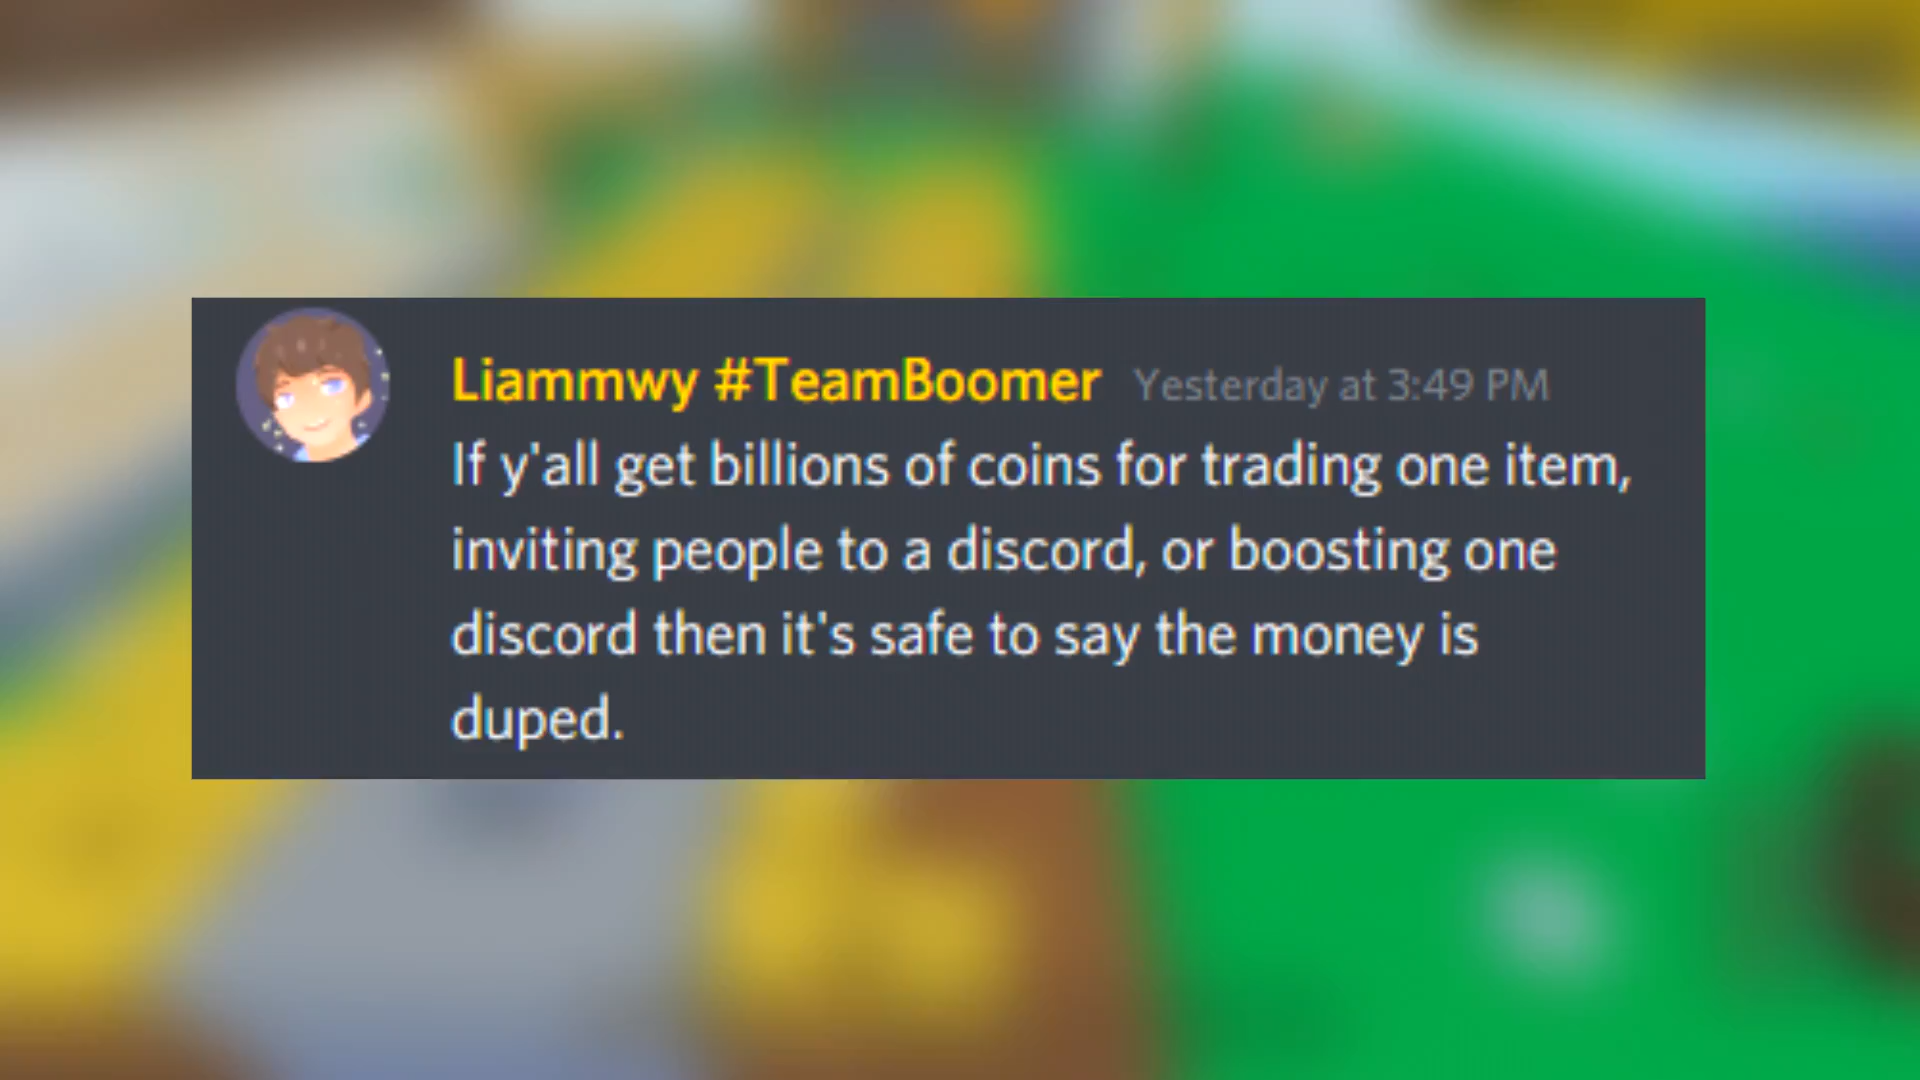 Liammwy #TeamBoomer Yesterday at 3:49 PM
If y'all get billions of coins for trading one item,
inviting people to a discord, or boosting one
discord then it's safe to say the money is
duped.